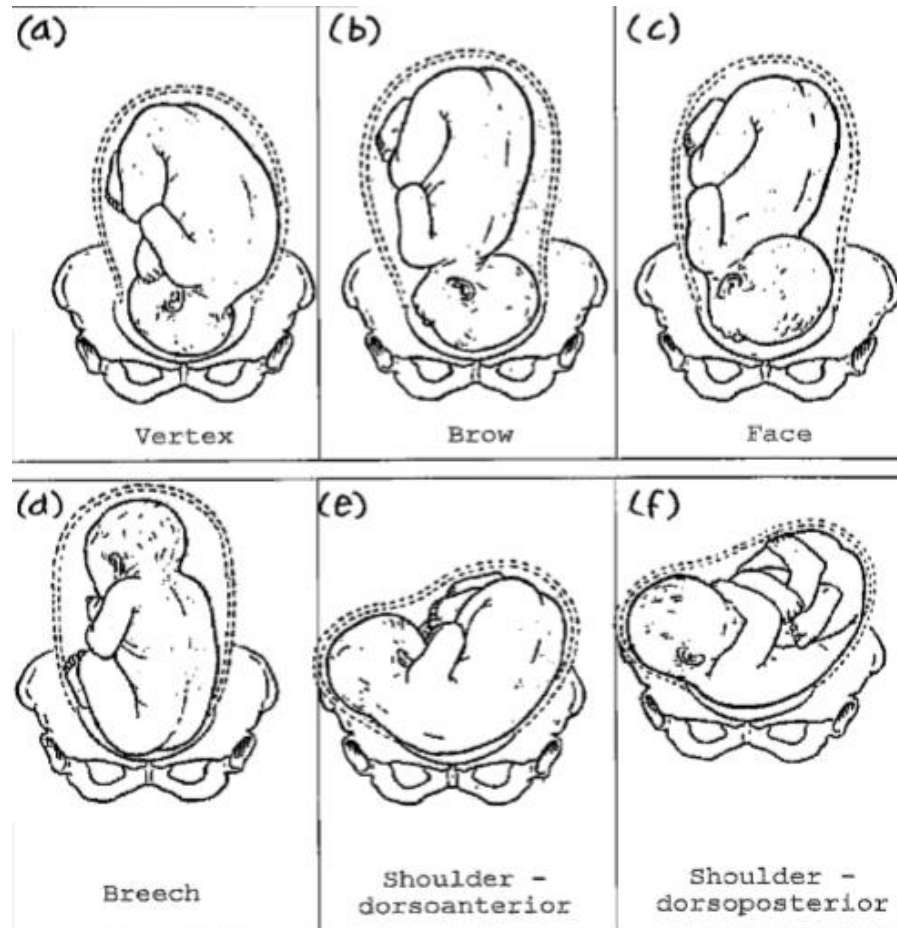 (a)
(b)
(c)
Vertex
Brow
Face
(d)
(e)
(f)
Breech
Shoulder –
dorsoanterior
Shoulder –
dorsoposterior